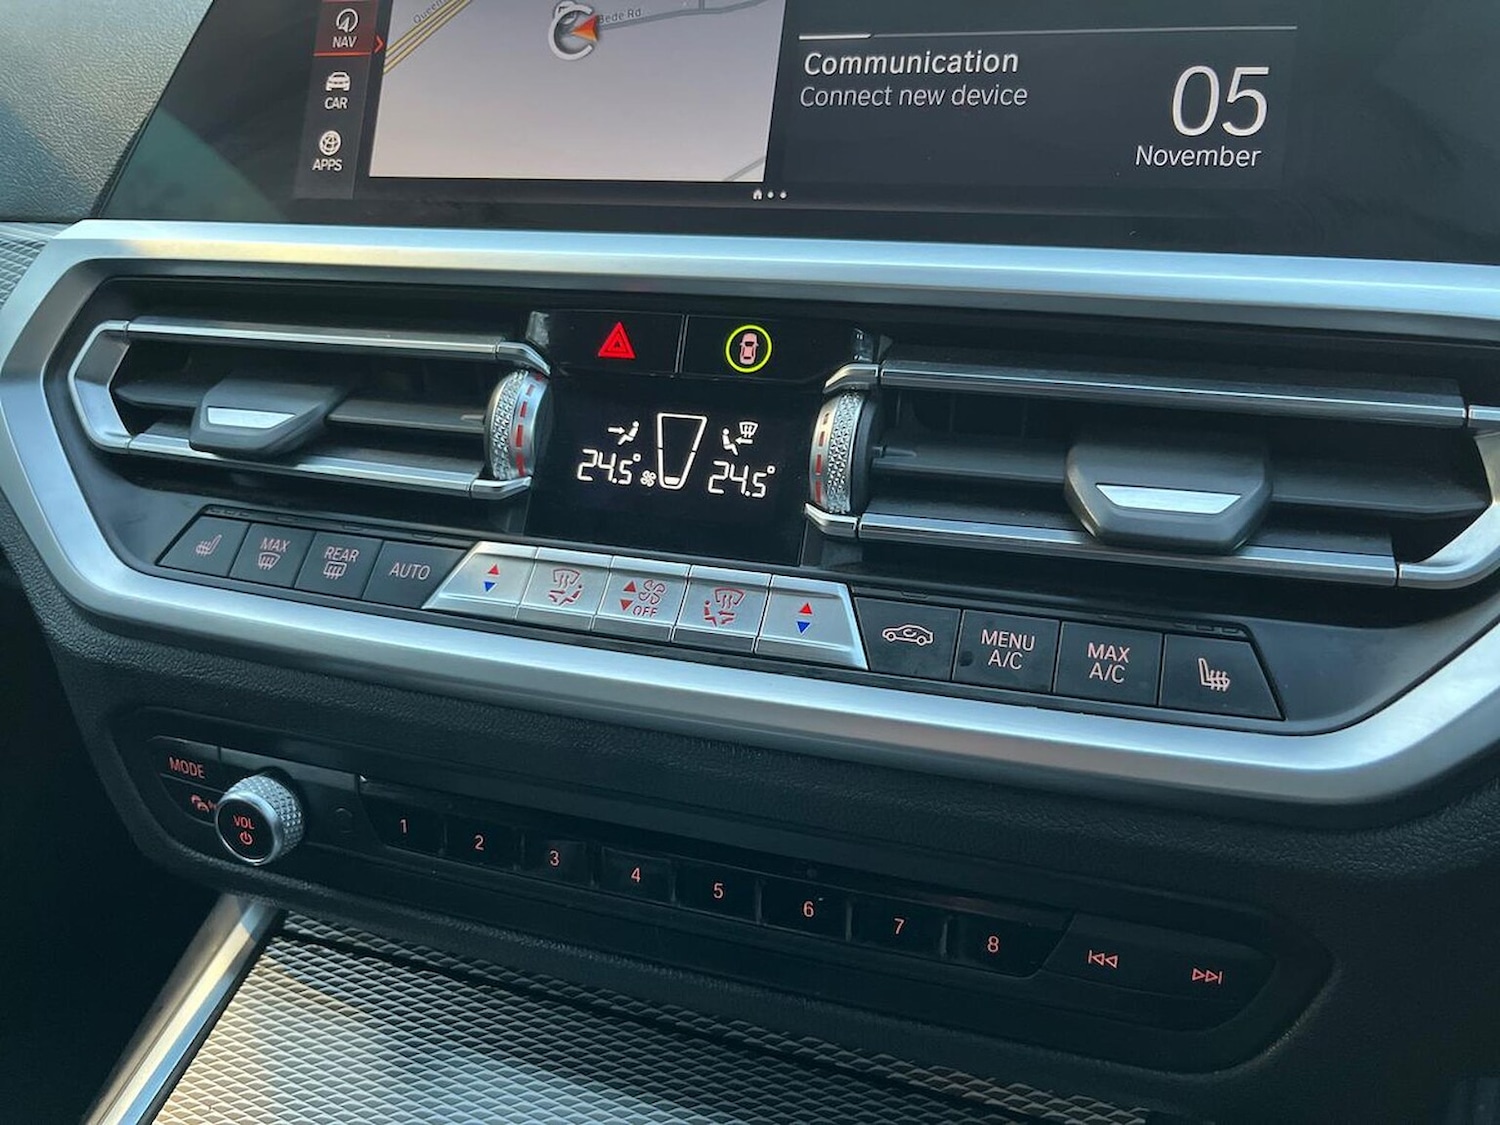 NAV
CAR
APPS
Queen
Bede Rd
Communication
Connect new device
05
November
24.5°
24.5°
MAX
REAR
AUTO
OFF
MENU
A/C
MAX
A/C
MODE
VOL
1
2
3
4
5
6
7
8